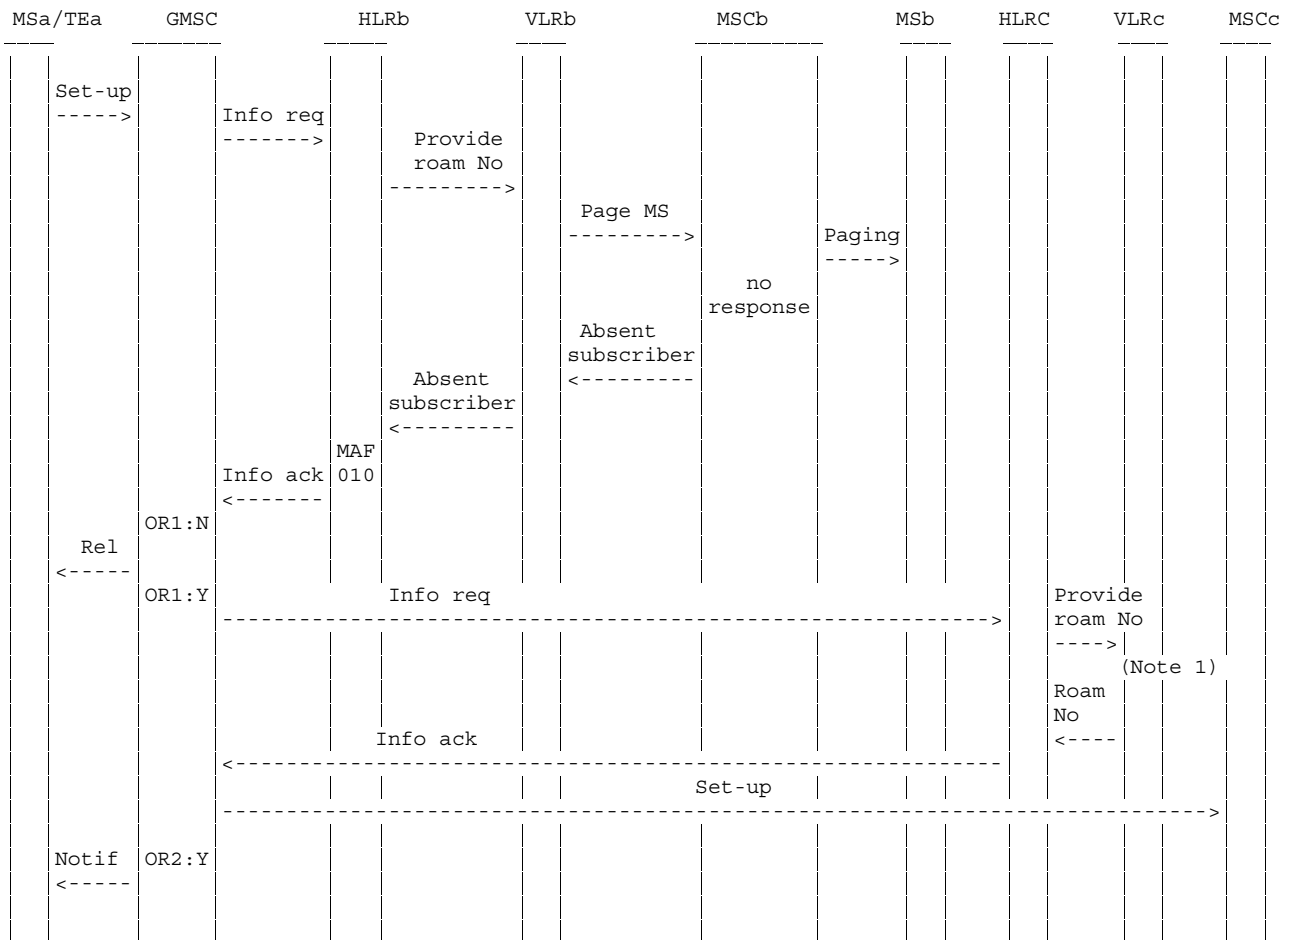 MSa/TEa GMSC HLRb VLRb MSCb MSb HLRC VLRc MSCc
Set-up
----->
Info req
------->
Provide
roam No
--------->
Page MS
--------->
Paging
----->
no
response
Absent
subscriber
<---------
Absent
subscriber
<---------
MAF
Info ack 010
<-------
OR1:N
Rel
<-----
OR1:Y Info req Provide
------------------------------------------------------------> roam No
---->
(Note 1)
Roam
No
Info ack <----
<------------------------------------------------------------
Set-up
----------------------------------------------------------------------------->
Notif OR2:Y
<-----